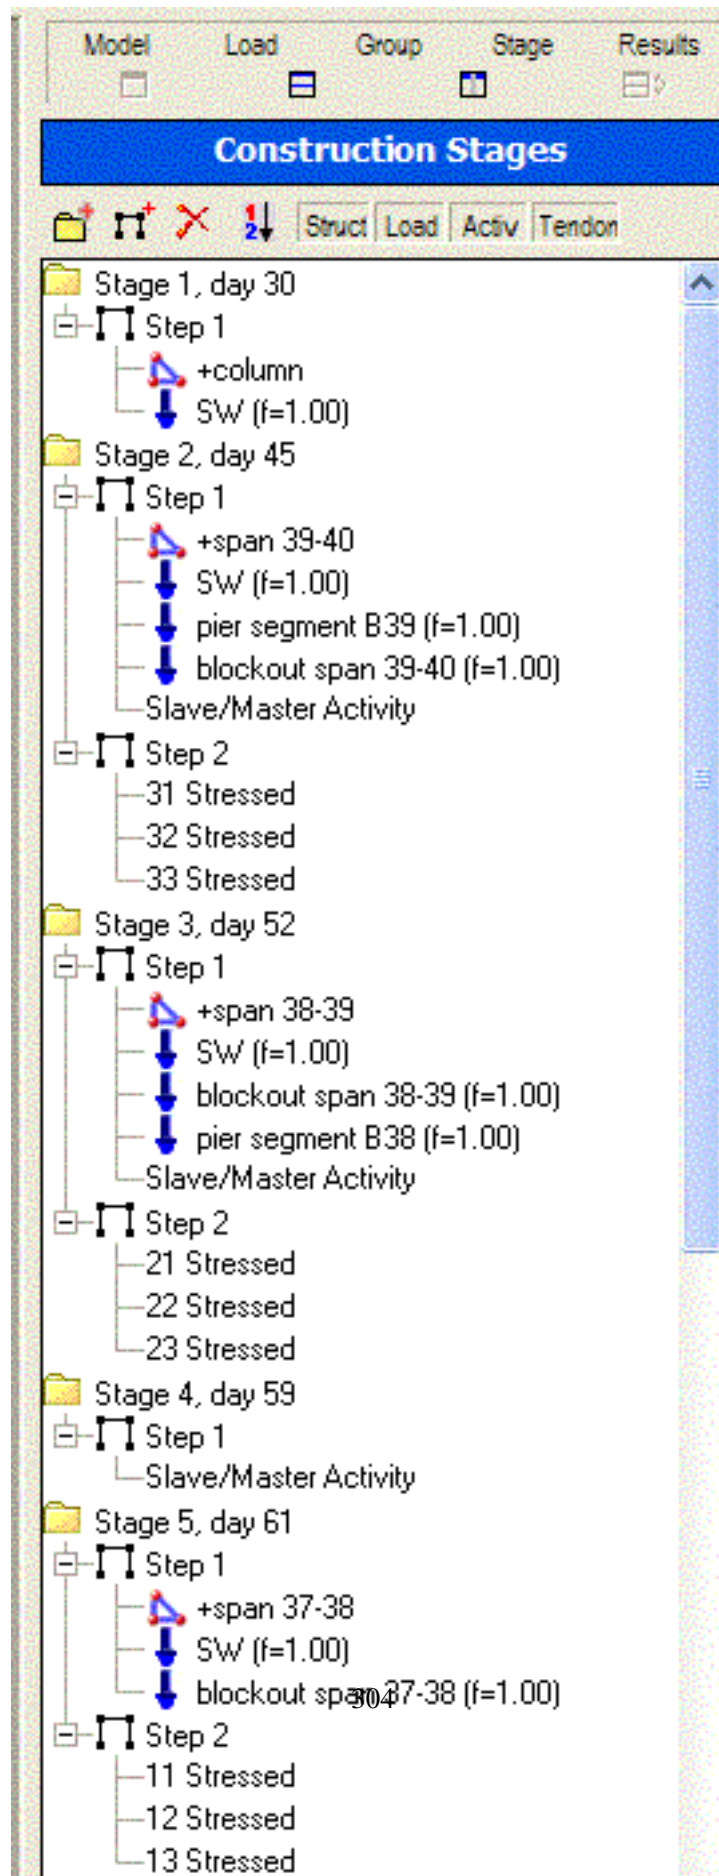 Model Load Group Stage Results
Construction Stages
Struct Load Activ Tendon
Stage 1, day 30
Step 1
+column
SW (f=1.00)
Stage 2, day 45
Step 1
+span 39-40
SW (f=1.00)
pier segment B39 (f=1.00)
blockout span 39-40 (f=1.00)
Slave/Master Activity
Step 2
31 Stressed
32 Stressed
33 Stressed
Stage 3, day 52
Step 1
+span 38-39
SW (f=1.00)
blockout span 38-39 (f=1.00)
pier segment B38 (f=1.00)
Slave/Master Activity
Step 2
21 Stressed
22 Stressed
23 Stressed
Stage 4, day 59
Step 1
Slave/Master Activity
Stage 5, day 61
Step 1
+span 37-38
SW (f=1.00)
blockout span 37-38 (f=1.00)
304
Step 2
11 Stressed
12 Stressed
13 Stressed